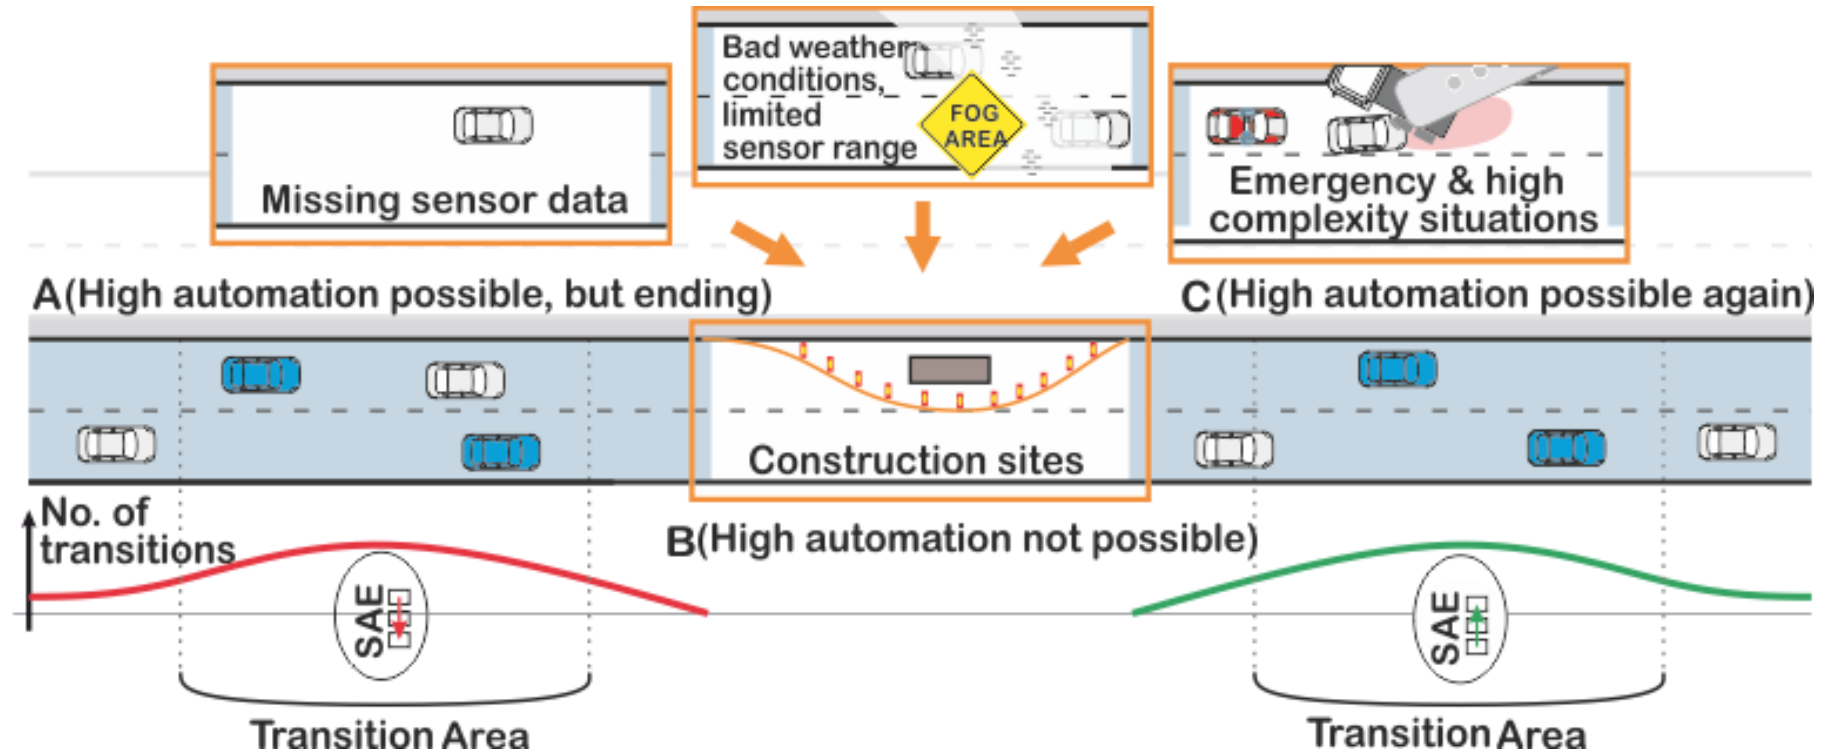 Bad weather
conditions,
limited
sensor range
FOG
AREA
Missing sensor data
Emergency & high
complexity situations
A (High automation possible, but ending)
C (High automation possible again)
Construction sites
No. of
transitions
B (High automation not possible)
SAE
SAE
Transition Area
Transition Area